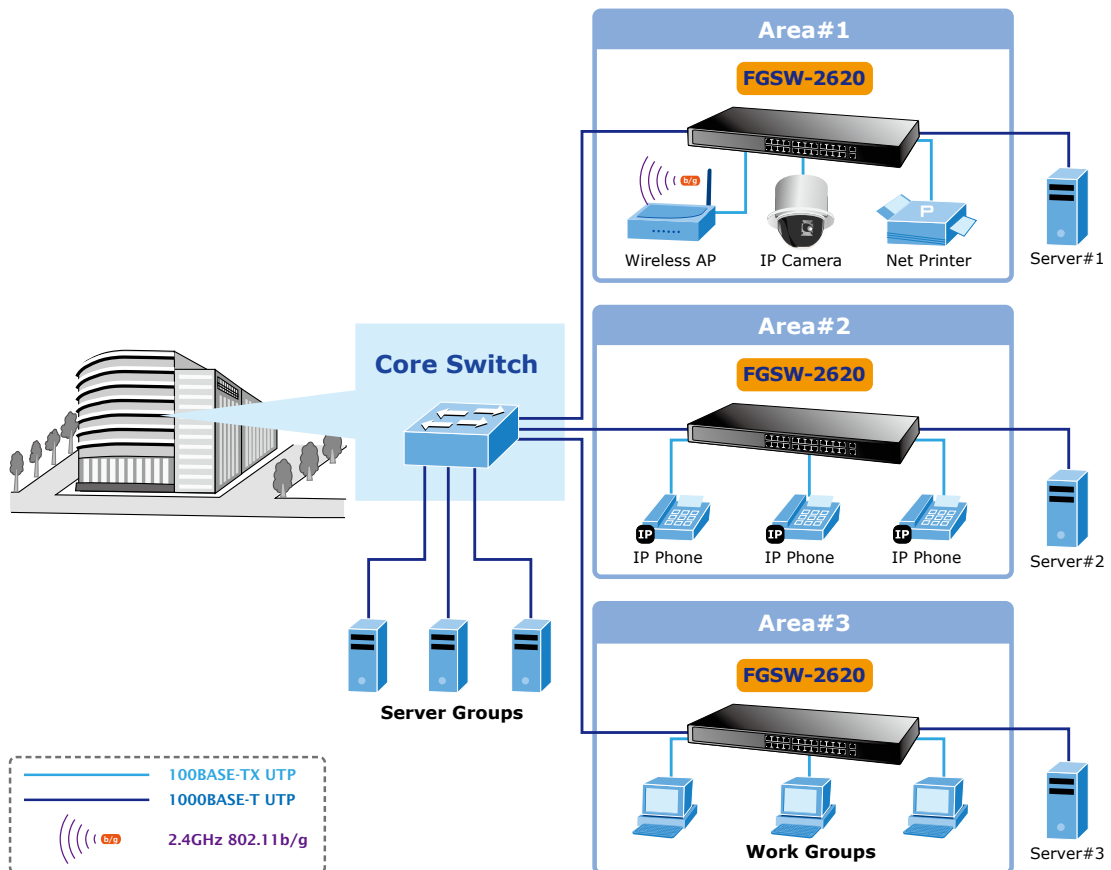 Area#1
FGSW-2620
b/g
P
Wireless AP
IP Camera
Net Printer
Server#1
Core Switch
Area#2
FGSW-2620
IP
IP
IP
IP Phone
IP Phone
IP Phone
Server#2
Server Groups
Area#3
FGSW-2620
Work Groups
Server#3
100BASE-TX UTP
1000BASE-T UTP
b/g
2.4GHz 802.11b/g